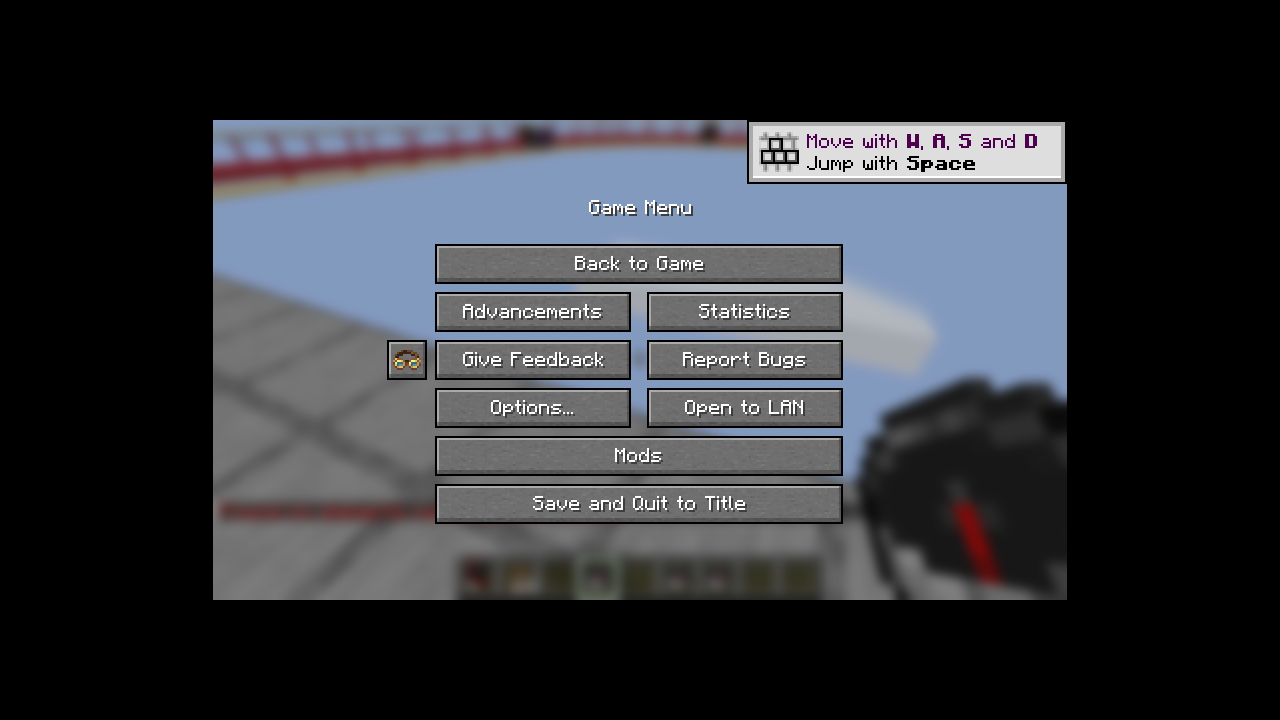 Move with W, A, S and D
Jump with Space
Game Menu
Back to Game
Advancements
Statistics
Give Feedback
Report Bugs
Options...
Open to LAN
Mods
Save and Quit to Title